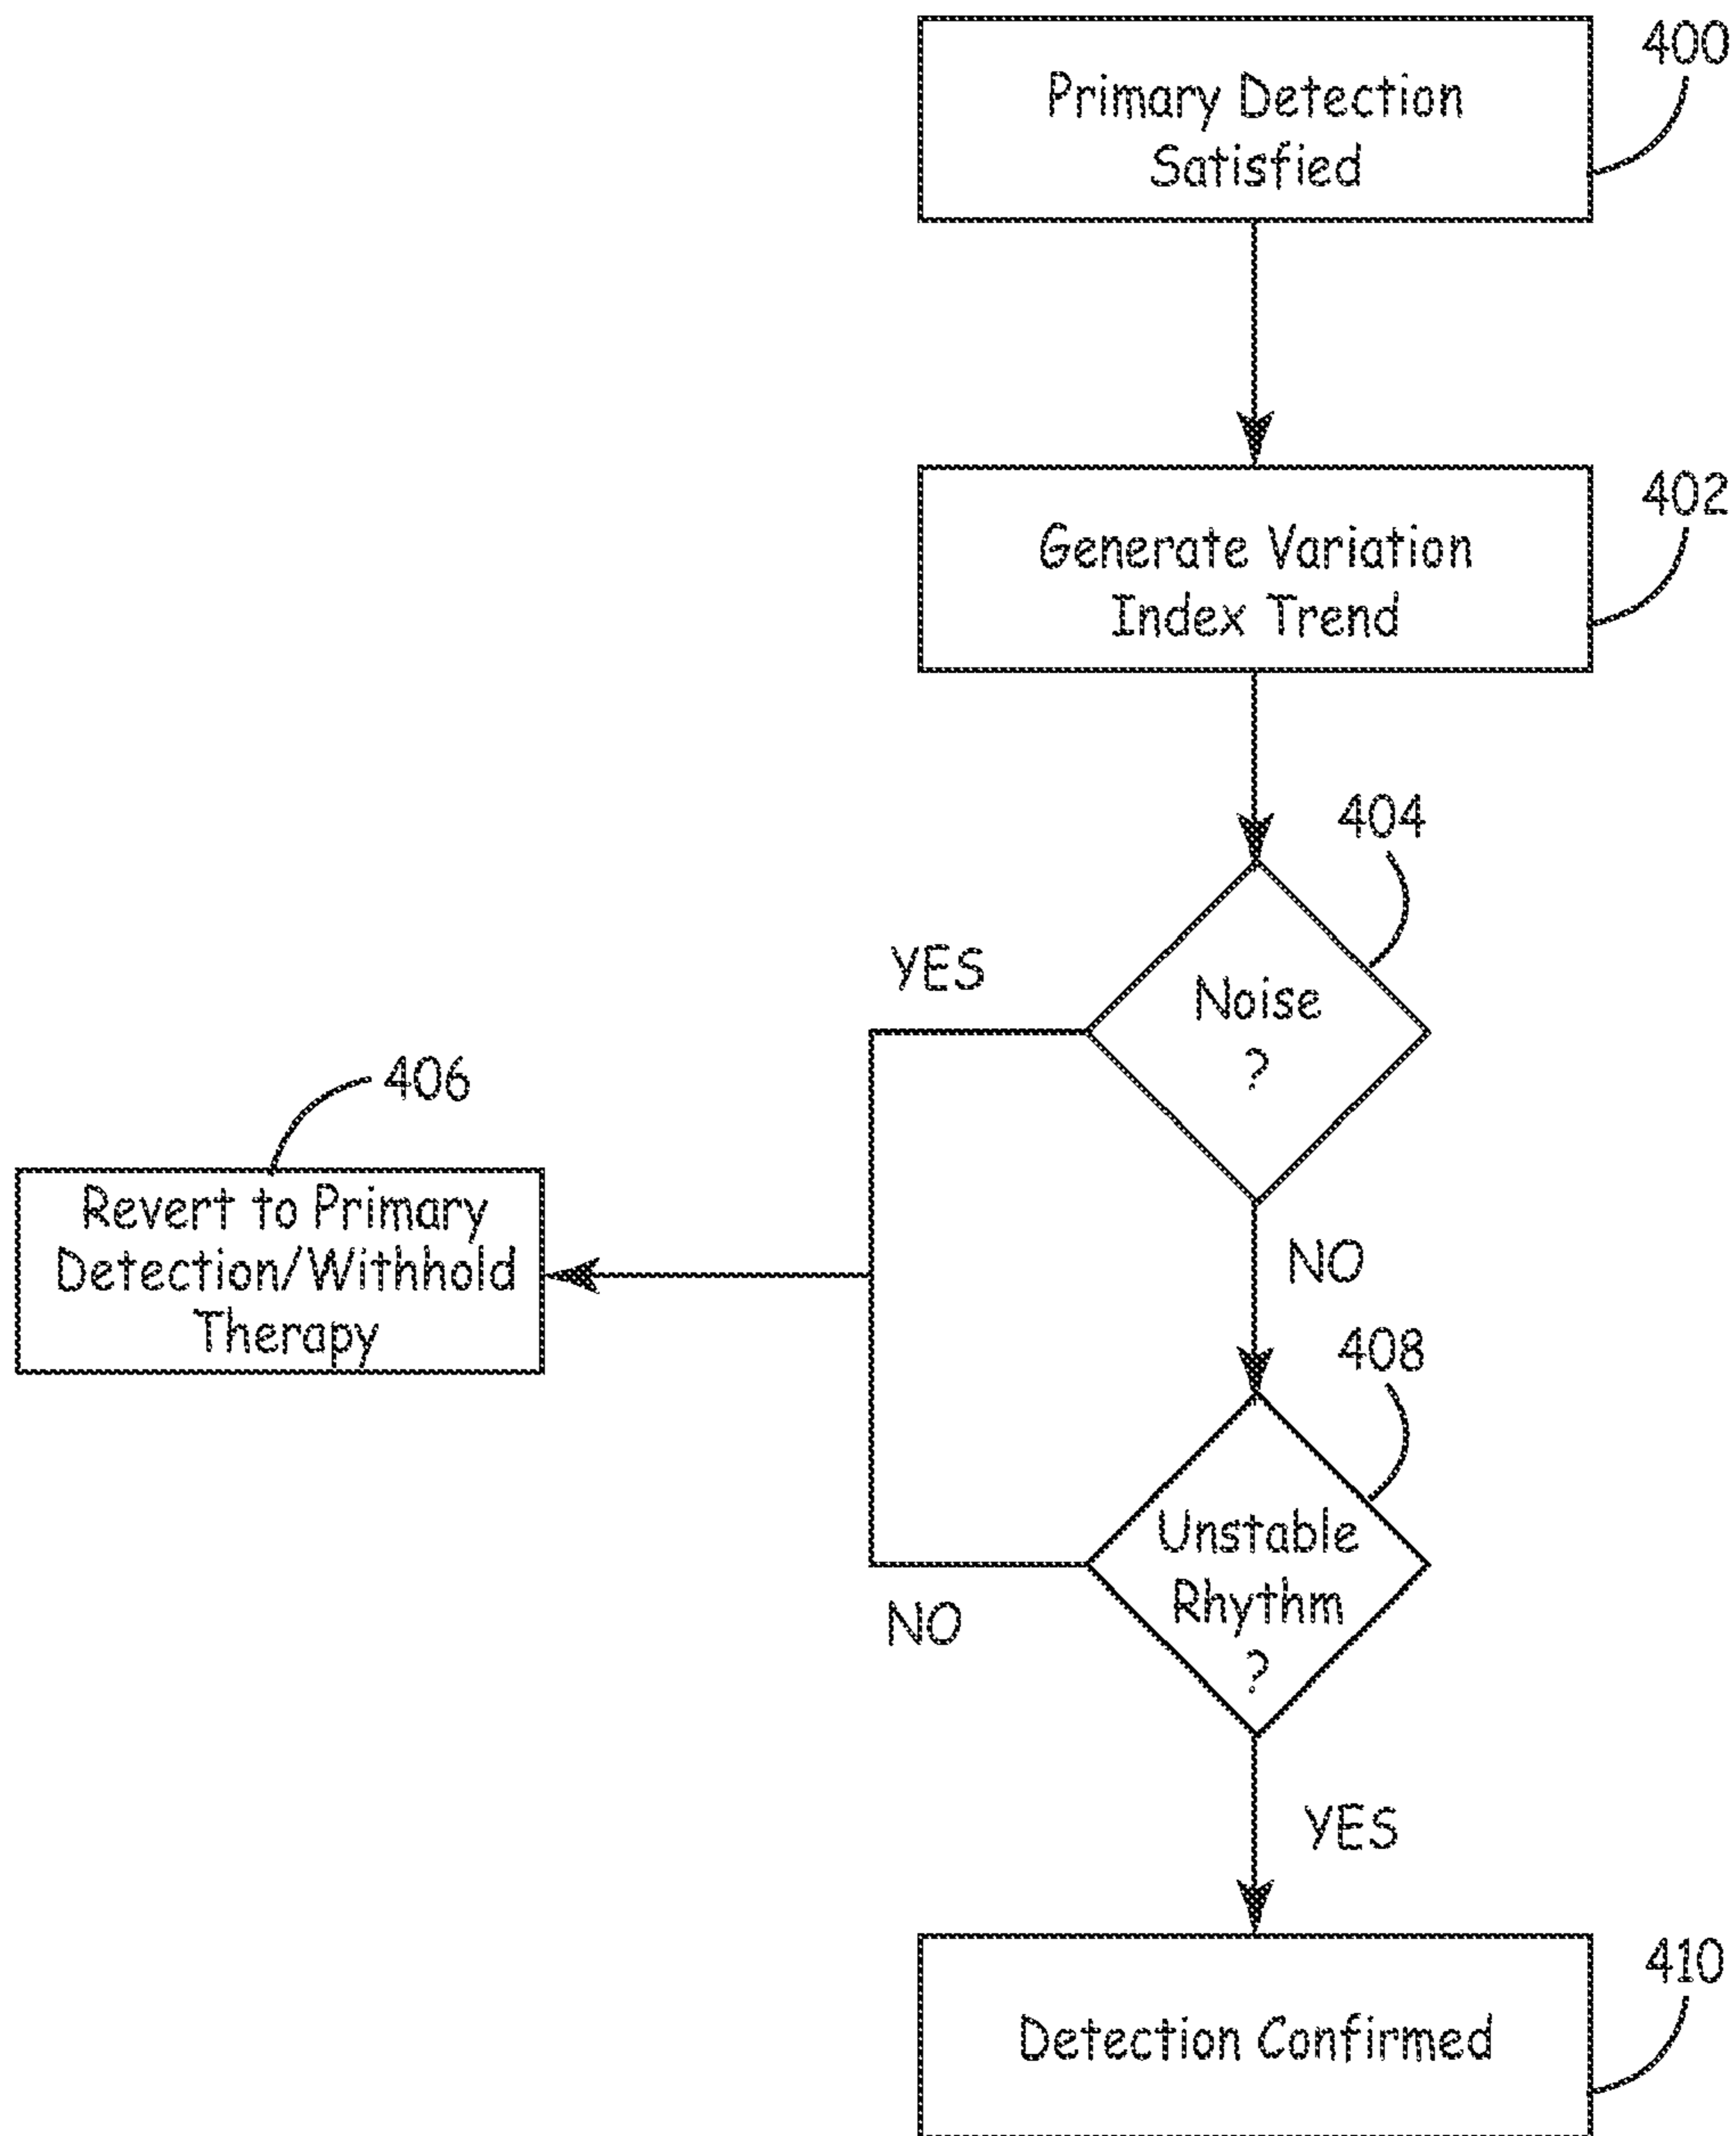 Primary Detection
Satisfied
400
Generate Variation
Index Trend
402
404
Noise
?
YES
NO
406
Revert to Primary
Detection/Withhold
Therapy
408
Unstable
Rhythm
?
NO
YES
Detection Confirmed
410